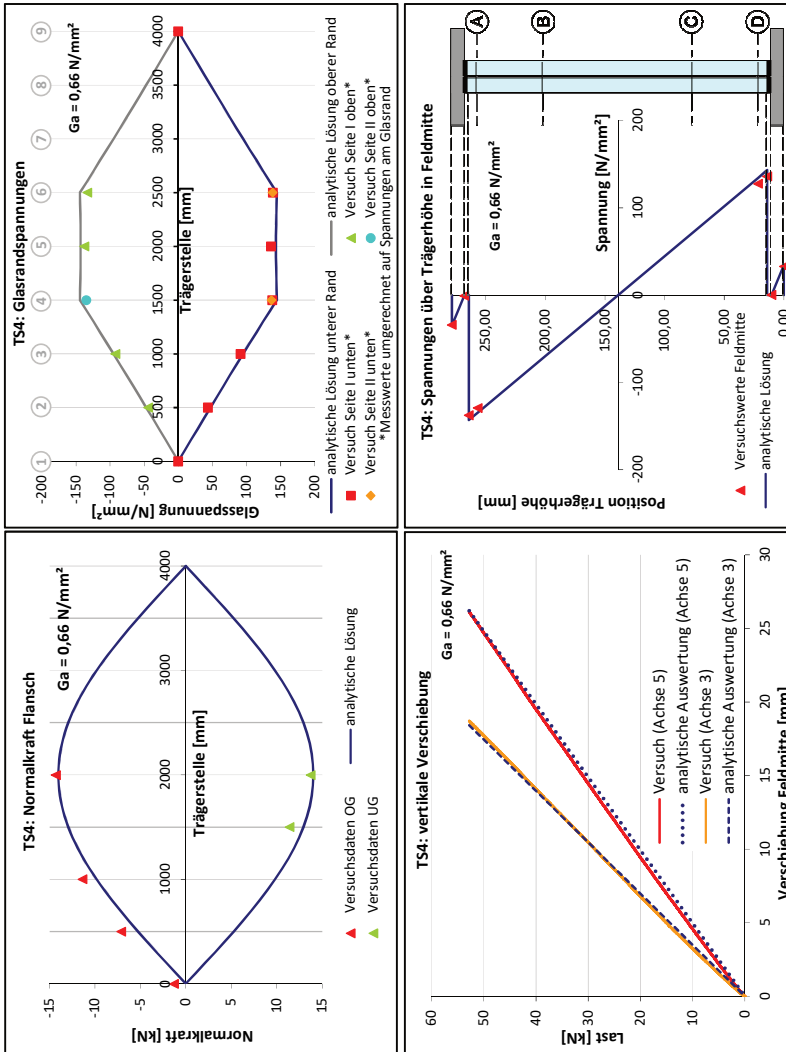 TS4: Normalkraft Flansch
Ga = 0,66 N/mm²
-15
-10
-5
0
5
10
15
0
1000
2000
3000
4000
Normalkraft [kN]
Trägerstelle [mm]
Versuchsdaten OG
analytische Lösung
Versuchsdaten UG
TS4: Glasrandspannungen
1
2
3
4
5
6
7
8
9
Ga = 0,66 N/mm²
-200
-150
-100
-50
0
50
100
150
200
0
500
1000
1500
2000
2500
3000
3500
4000
Glasspannung [N/mm²]
Trägerstelle [mm]
analytische Lösung unterer Rand
analytische Lösung oberer Rand
Versuch Seite I unten*
Versuch Seite I oben*
Versuch Seite II unten*
Versuch Seite II oben*
*Messwerte umgerechnet auf Spannungen am Glasrand
TS4: vertikale Verschiebung
Ga = 0,66 N/mm²
60
50
40
30
20
10
0
0
5
10
15
20
25
30
Last [kN]
Versuch (Achse 5)
analytische Auswertung (Achse 5)
Versuch (Achse 3)
analytische Auswertung (Achse 3)
Verschiebung Feldmitte [mm]
TS4: Spannungen über Trägerhöhe in Feldmitte
Position Trägerhöhe [mm]
Ga = 0,66 N/mm²
250,00
200,00
150,00
100,00
50,00
0,00
-200
-100
0
100
200
Spannung [N/mm²]
Versuchswerte Feldmitte
analytische Lösung
A
B
C
D